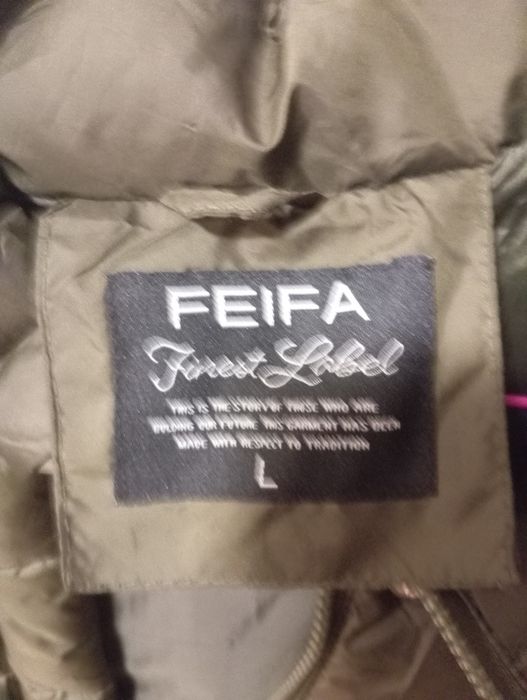 FEIFA
Finest Label
THIS IS THE STORY OF THOSE WHO ARE
BUILDING OUR FUTURE THIS GARMENT HAS BEEN
MADE WITH RESPECT TO TRADITION
L